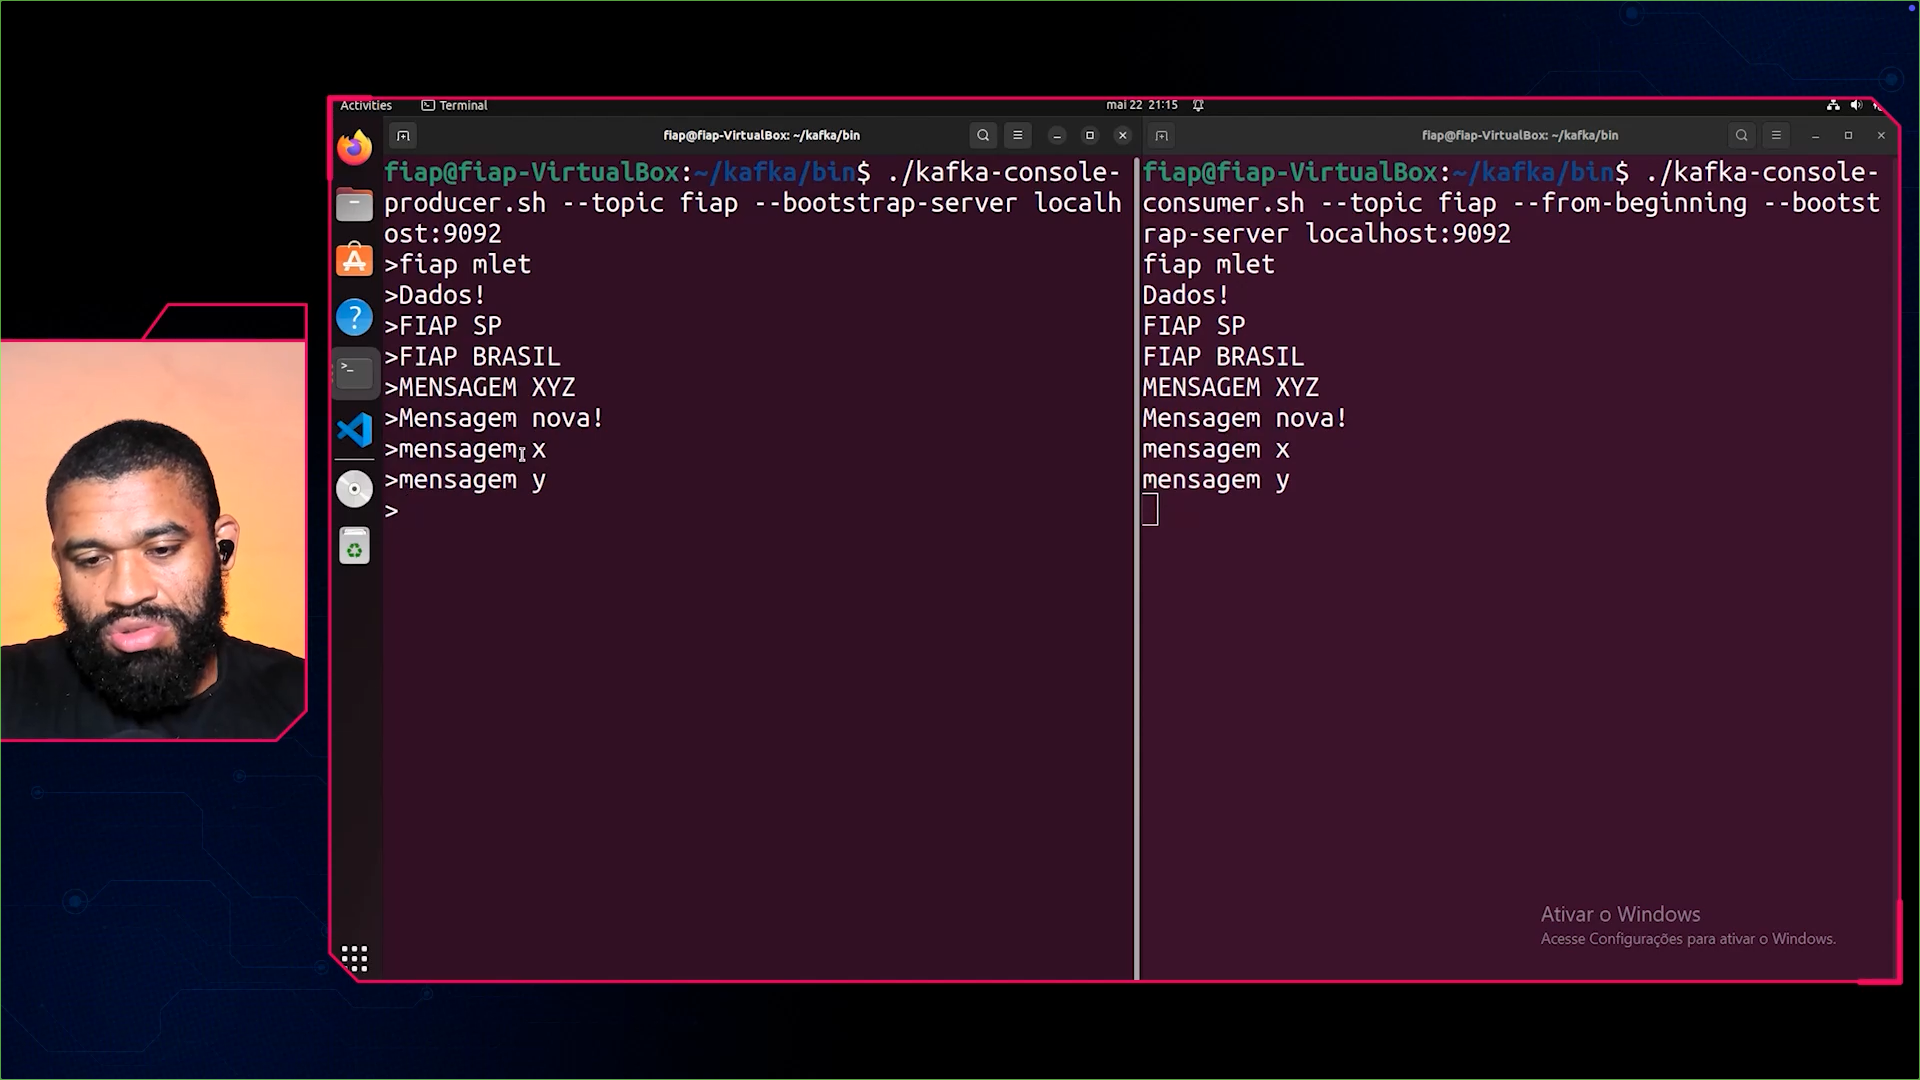 Activities
Terminal
mai 22 21:15
fiap@fiap-VirtualBox: ~/kafka/bin
fiap@fiap-VirtualBox:~/kafka/bin$ ./kafka-console-
producer.sh --topic fiap --bootstrap-server localh
ost:9092
>fiap mlet
>Dados!
>FIAP SP
>FIAP BRASIL
>MENSAGEM XYZ
>Mensagem nova!
>mensagem x
>mensagem y
>
fiap@fiap-VirtualBox: ~/kafka/bin
fiap@fiap-VirtualBox:~/kafka/bin$ ./kafka-console-
consumer.sh --topic fiap --from-beginning --bootst
rap-server localhost:9092
fiap mlet
Dados!
FIAP SP
FIAP BRASIL
MENSAGEM XYZ
Mensagem nova!
mensagem x
mensagem y
Ativar o Windows
Acesse Configurações para ativar o Windows.